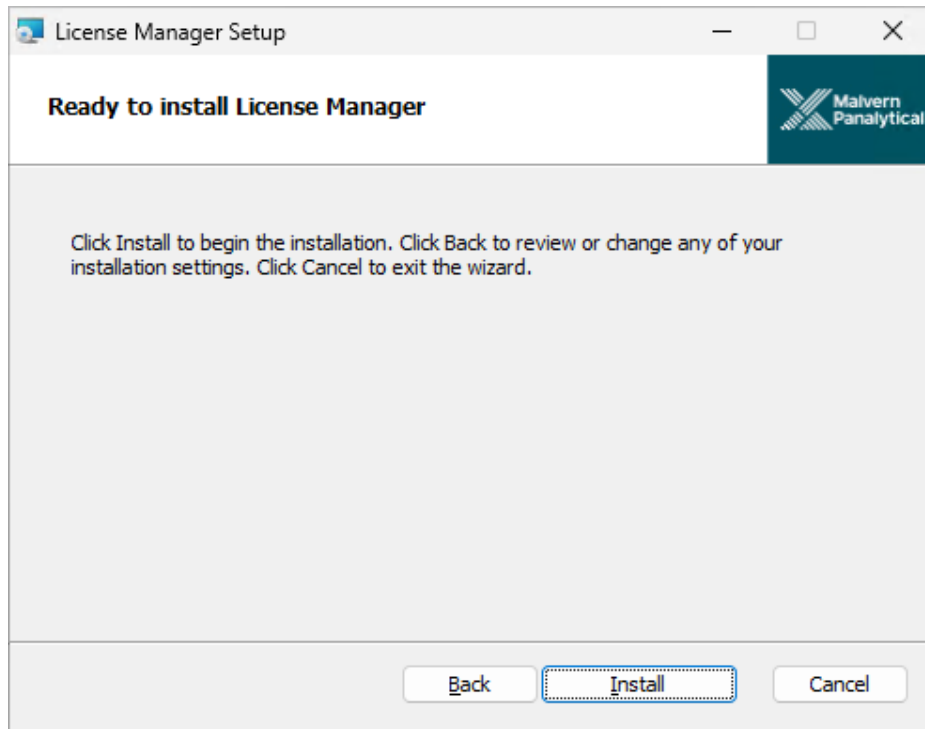 License Manager Setup
Ready to install License Manager
Malvern
Panalytical
Click Install to begin the installation. Click Back to review or change any of your
installation settings. Click Cancel to exit the wizard.
Back
Install
Cancel